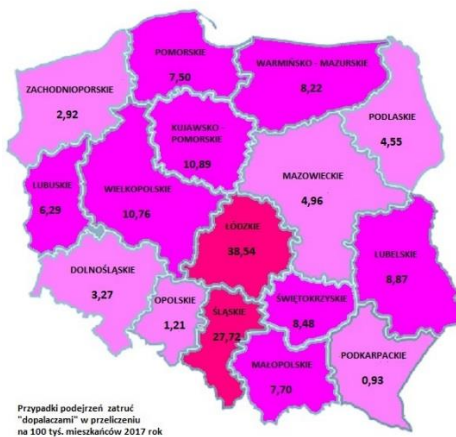 POMORSKIE
7,50
WARMIŃSKO - MAZURSKIE
8,22
ZACHODNIOPORSKIE
2,92
PODLASKIE
4,55
KUJAWSKO -
POMORSKIE
10,89
MAZOWIECKIE
4,96
LUBUSKIE
6,29
WIELKOPOLSKIE
10,76
ŁÓDZKIE
38,54
LUBELSKIE
8,87
DOLNOŚLĄSKIE
3,27
OPOLSKIE
1,21
ŚLĄSKIE
27,72
ŚWIĘTOKRZYSKIE
8,48
MAŁOPOLSKIE
7,70
PODKARPACKIE
0,93
Przypadki podejrzeń zatruć
"dopalaczami" w przeliczeniu
na 100 tyś. mieszkańców 2017 rok